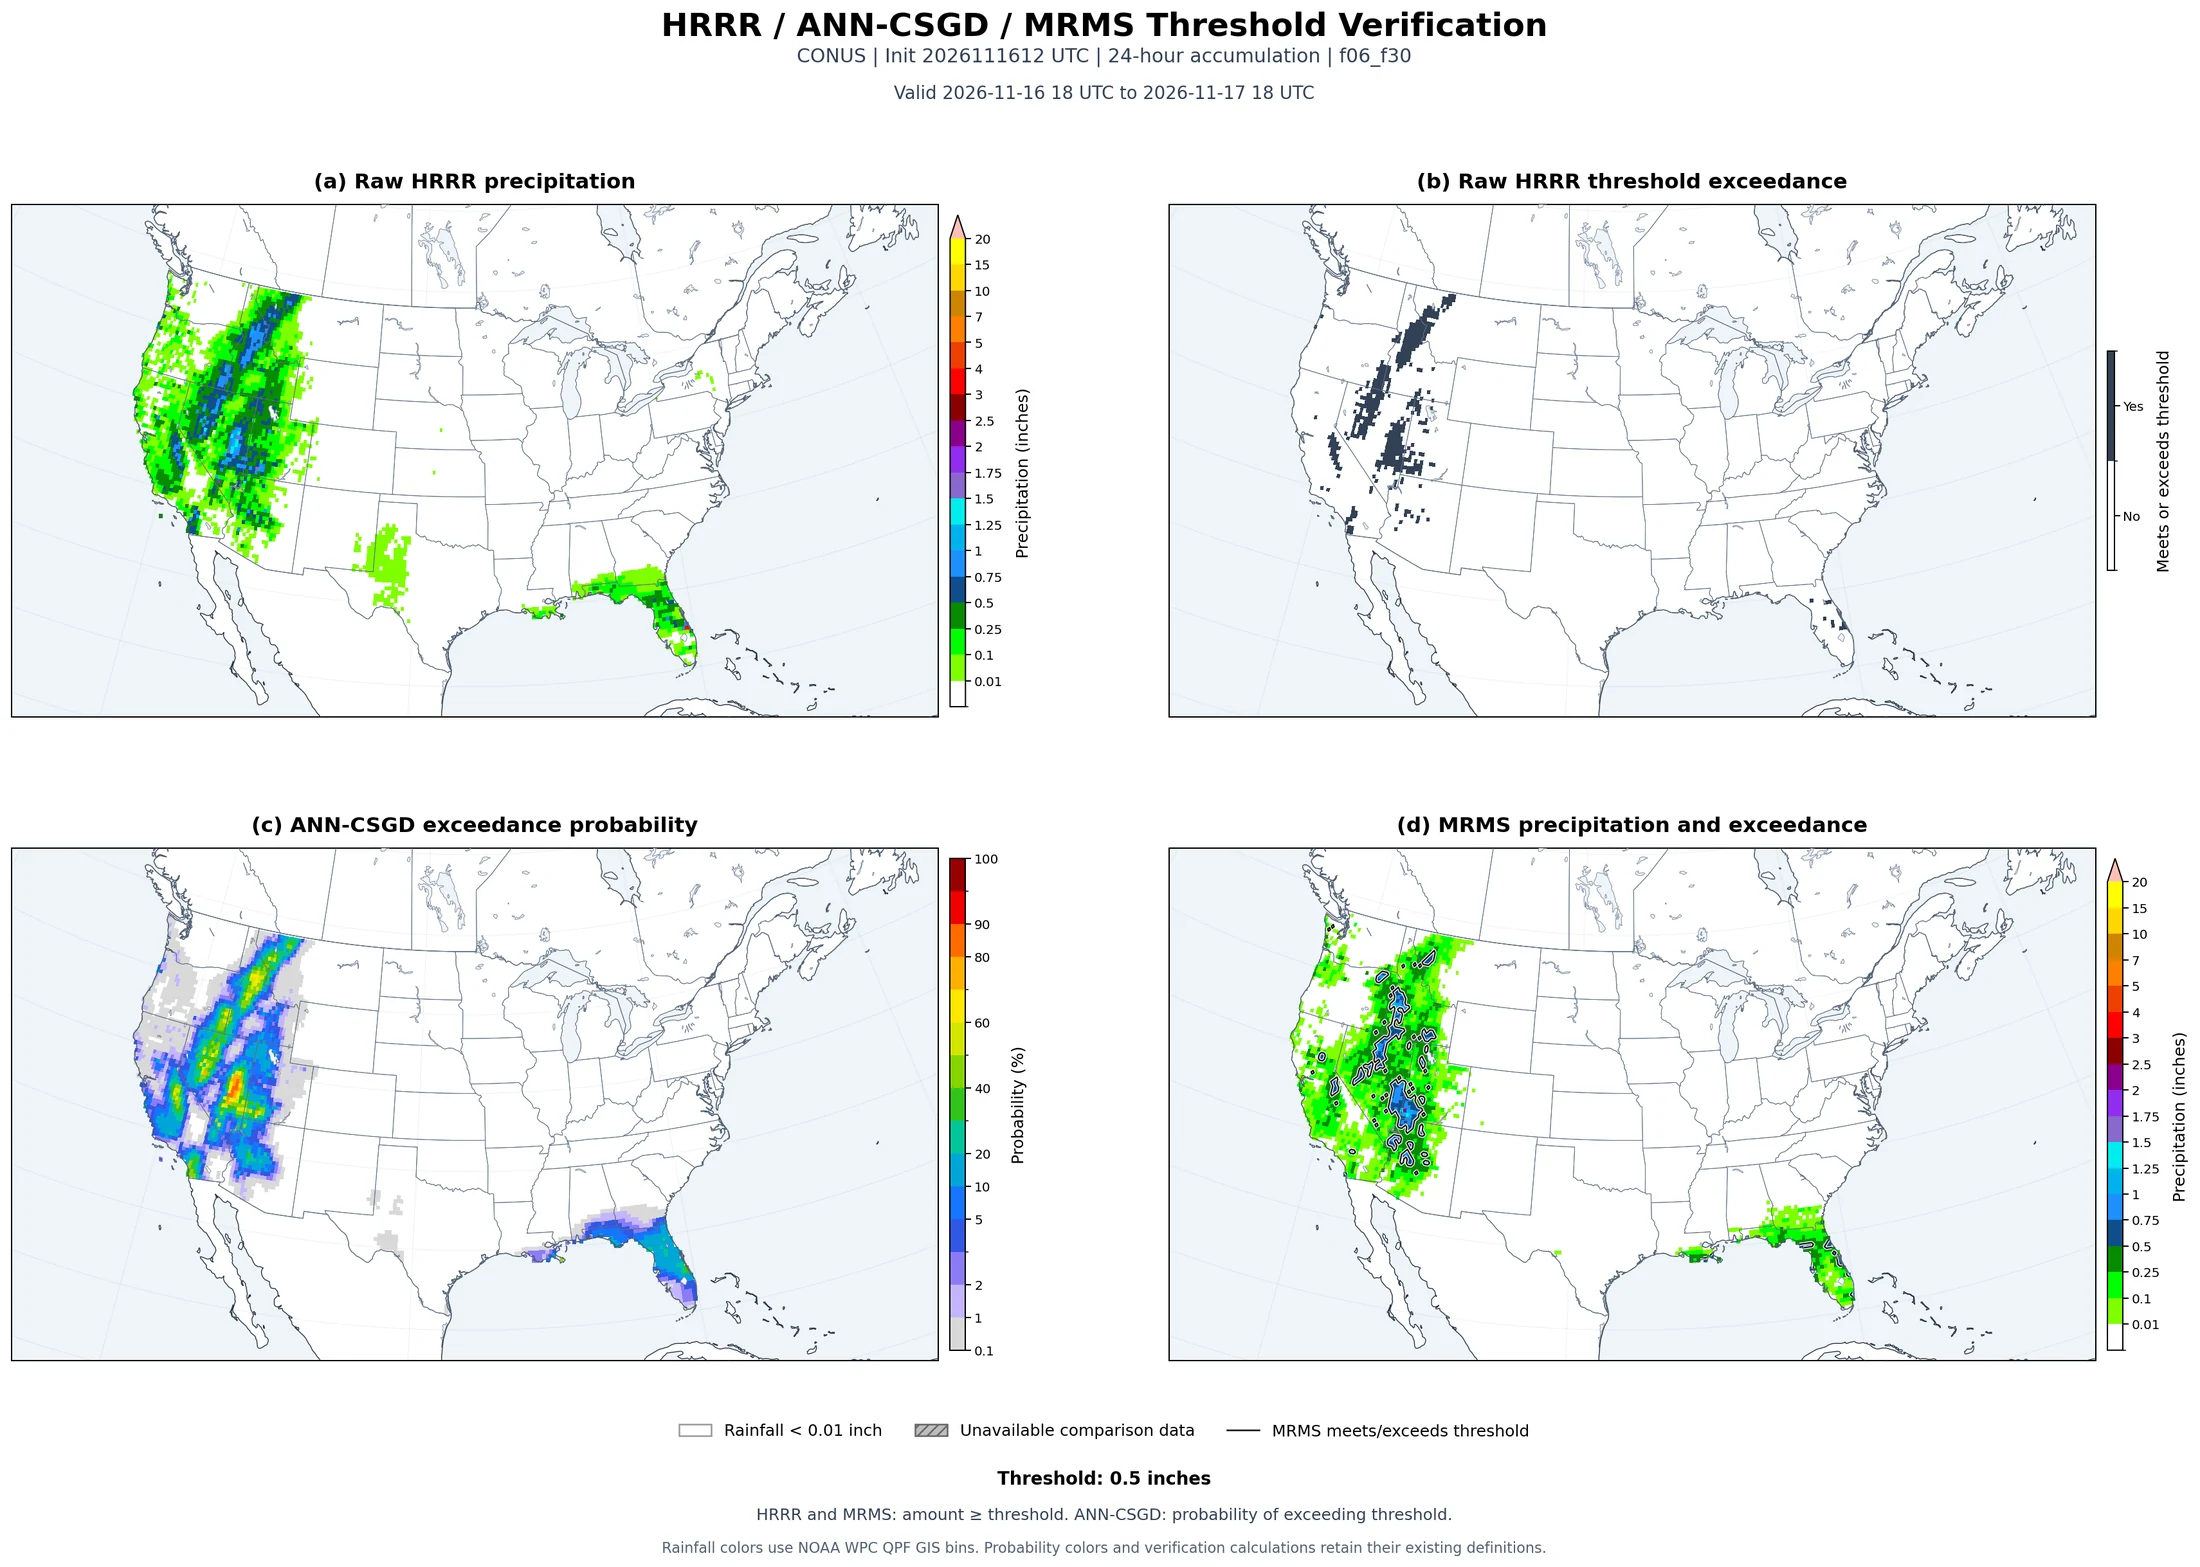 HRRR / ANN-CSGD / MRMS Threshold Verification
CONUS | Init 2026111612 UTC | 24-hour accumulation | f06_f30
Valid 2026-11-16 18 UTC to 2026-11-17 18 UTC
(a) Raw HRRR precipitation
20
15
10
7
5
4
3
2.5
2
1.75
1.5
1.25
1
0.75
0.5
0.25
0.1
0.01
Precipitation (inches)
(b) Raw HRRR threshold exceedance
Yes
No
Meets or exceeds threshold
(c) ANN-CSGD exceedance probability
100
90
80
60
40
20
10
5
2
1
0.1
Probability (%)
(d) MRMS precipitation and exceedance
20
15
10
7
5
4
3
2.5
2
1.75
1.5
1.25
1
0.75
0.5
0.25
0.1
0.01
Precipitation (inches)
Rainfall < 0.01 inch
Unavailable comparison data
MRMS meets/exceeds threshold
Threshold: 0.5 inches
HRRR and MRMS: amount ≥ threshold. ANN-CSGD: probability of exceeding threshold.
Rainfall colors use NOAA WPC QPF GIS bins. Probability colors and verification calculations retain their existing definitions.